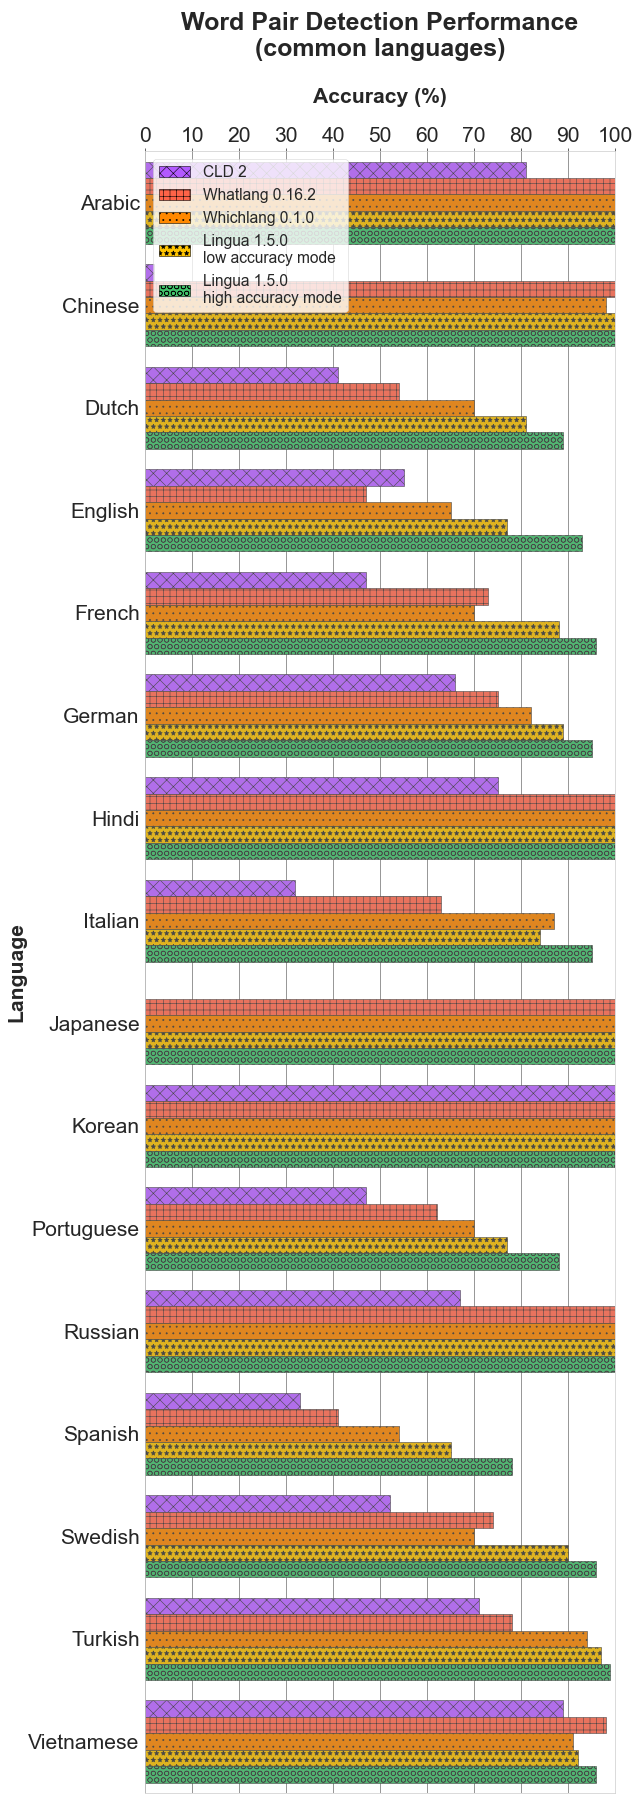 Word Pair Detection Performance
(common languages)
Accuracy (%)
0 10 20 30 40 50 60 70 80 90 100
CLD 2
Whatlang 0.16.2
Whichlang 0.1.0
Lingua 1.5.0
low accuracy mode
Lingua 1.5.0
high accuracy mode
Language
Arabic
Chinese
Dutch
English
French
German
Hindi
Italian
Japanese
Korean
Portuguese
Russian
Spanish
Swedish
Turkish
Vietnamese